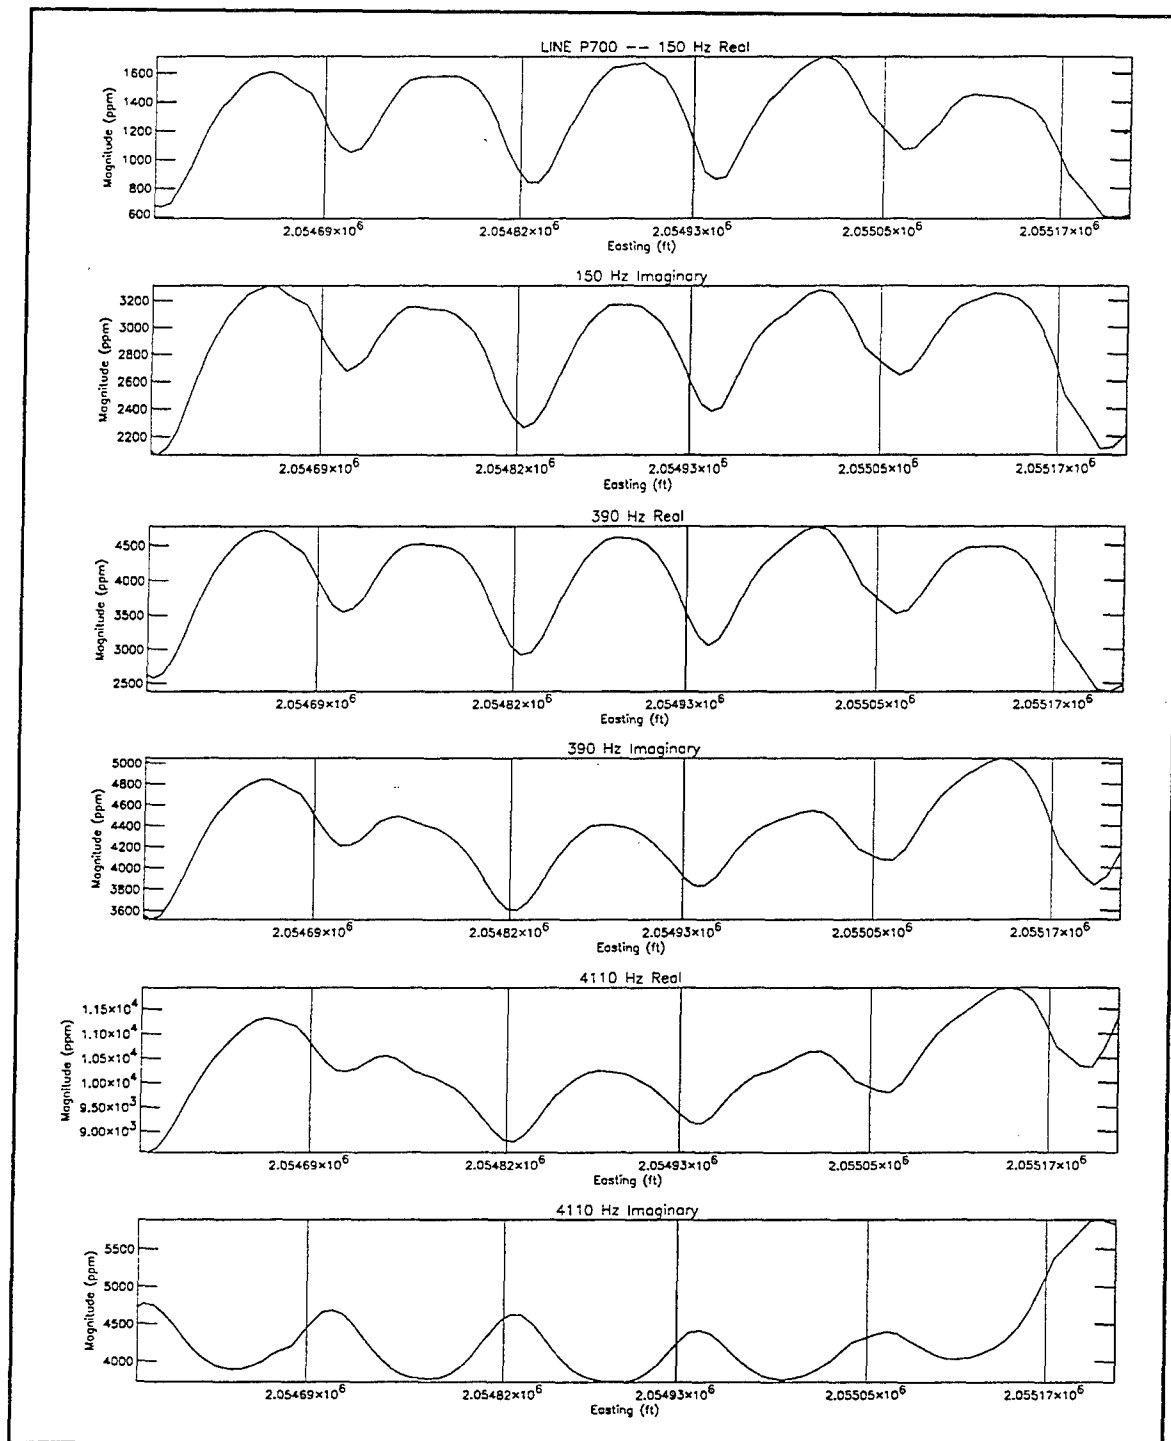 LINE P700 -- 150 Hz Real
Magnitude (ppm)
1600
1400
1200
1000
800
600
2.05469×10⁶ 2.05482×10⁶ 2.05493×10⁶ 2.05505×10⁶ 2.05517×10⁶
Easting (ft)
150 Hz Imaginary
Magnitude (ppm)
3200
3000
2800
2600
2400
2200
2.05469×10⁶ 2.05482×10⁶ 2.05493×10⁶ 2.05505×10⁶ 2.05517×10⁶
Easting (ft)
390 Hz Real
Magnitude (ppm)
4500
4000
3500
3000
2500
2.05469×10⁶ 2.05482×10⁶ 2.05493×10⁶ 2.05505×10⁶ 2.05517×10⁶
Easting (ft)
390 Hz Imaginary
Magnitude (ppm)
5000
4800
4600
4400
4200
4000
3800
3600
2.05469×10⁶ 2.05482×10⁶ 2.05493×10⁶ 2.05505×10⁶ 2.05517×10⁶
Easting (ft)
4110 Hz Real
Magnitude (ppm)
1.15×10⁴
1.10×10⁴
1.05×10⁴
1.00×10⁴
9.50×10³
9.00×10³
2.05469×10⁶ 2.05482×10⁶ 2.05493×10⁶ 2.05505×10⁶ 2.05517×10⁶
Easting (ft)
4110 Hz Imaginary
Magnitude (ppm)
5500
5000
4500
4000
2.05469×10⁶ 2.05482×10⁶ 2.05493×10⁶ 2.05505×10⁶ 2.05517×10⁶
Easting (ft)